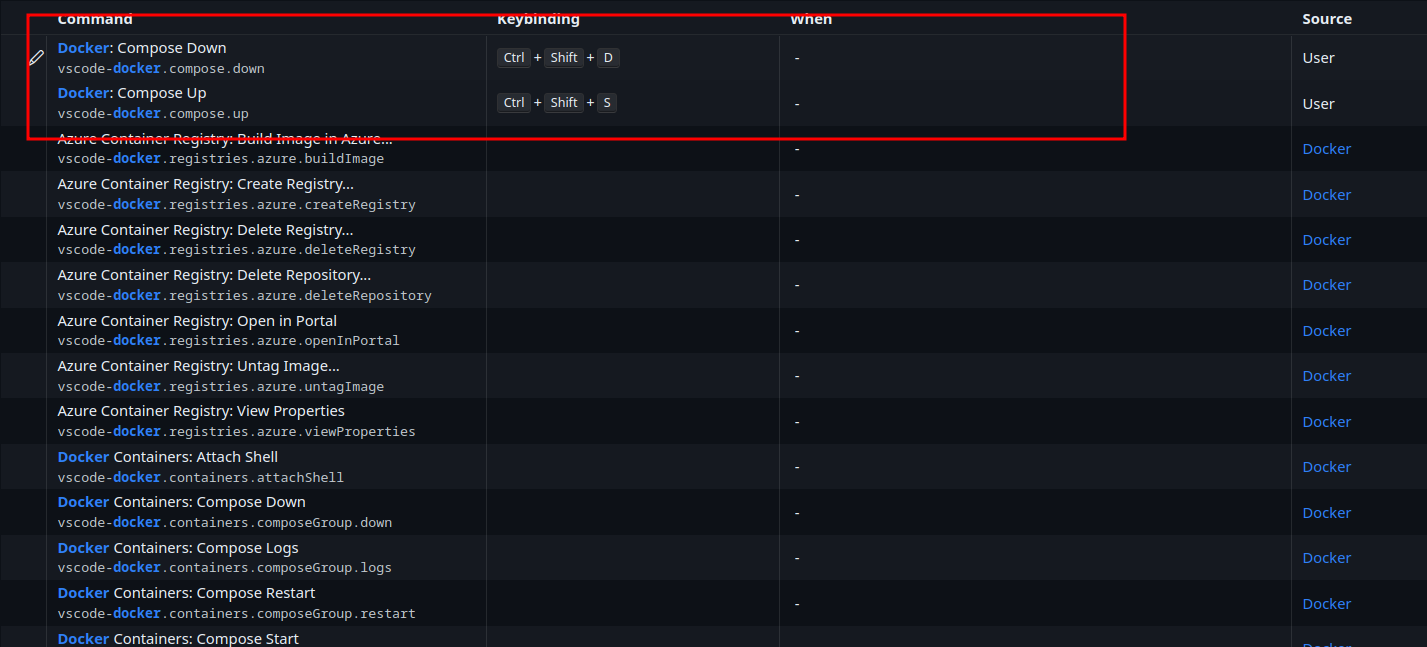 Command Keybinding When Source
Docker: Compose Down
vscode-docker.compose.down
Ctrl + Shift + D - User
Docker: Compose Up
vscode-docker.compose.up
Ctrl + Shift + S - User
Azure Container Registry: Build Image in Azure...
vscode-docker.registries.azure.buildImage
- Docker
Azure Container Registry: Create Registry...
vscode-docker.registries.azure.createRegistry
- Docker
Azure Container Registry: Delete Registry...
vscode-docker.registries.azure.deleteRegistry
- Docker
Azure Container Registry: Delete Repository...
vscode-docker.registries.azure.deleteRepository
- Docker
Azure Container Registry: Open in Portal
vscode-docker.registries.azure.openInPortal
- Docker
Azure Container Registry: Untag Image...
vscode-docker.registries.azure.untagImage
- Docker
Azure Container Registry: View Properties
vscode-docker.registries.azure.viewProperties
- Docker
Docker Containers: Attach Shell
vscode-docker.containers.attachShell
- Docker
Docker Containers: Compose Down
vscode-docker.containers.composeGroup.down
- Docker
Docker Containers: Compose Logs
vscode-docker.containers.composeGroup.logs
- Docker
Docker Containers: Compose Restart
vscode-docker.containers.composeGroup.restart
- Docker
Docker Containers: Compose Start
Docker